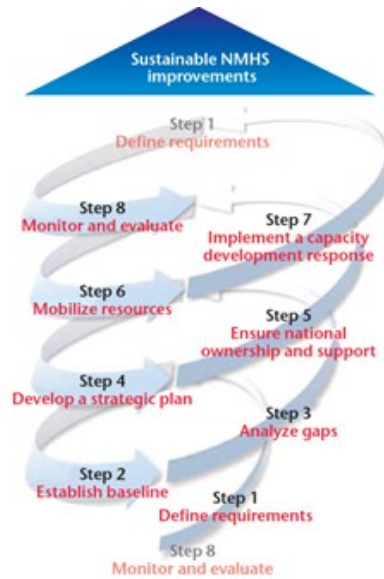 Sustainable NMHS
improvements
Step 1
Define requirements
Step 8
Monitor and evaluate
Step 7
Implement a capacity
development response
Step 6
Mobilize resources
Step 5
Ensure national
ownership and support
Step 4
Develop a strategic plan
Step 3
Analyze gaps
Step 2
Establish baseline
Step 1
Define requirements
Step 8
Monitor and evaluate